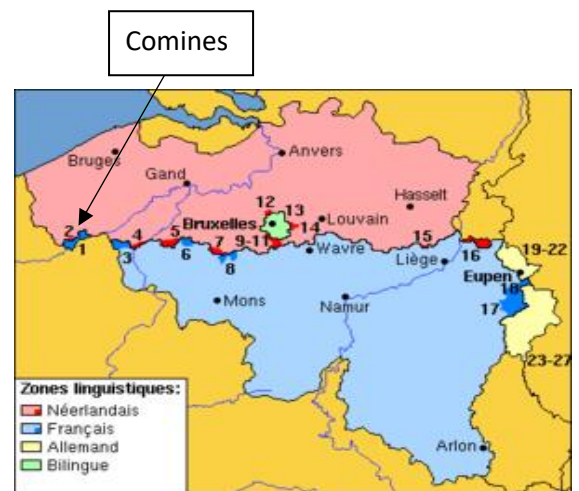 Comines
Bruges
Anvers
Gand
Hasselt
12
13
2
Bruxelles
Louvain
14
1
3
4
5
6
7
8
9-11
Wavre
15
16
Liège
19-22
Eupen
18
17
Mons
Namur
23-27
Arlon
Zones linguistiques:
Néerlandais
Français
Allemand
Bilingue